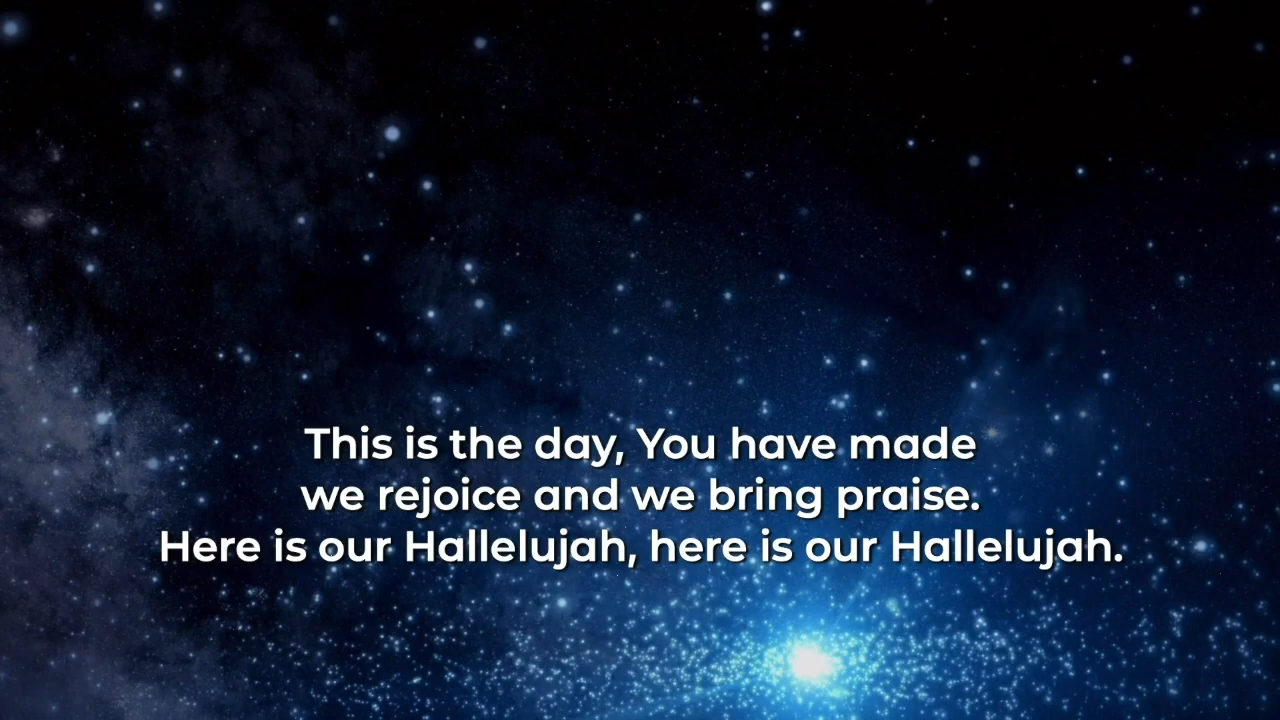 This is the day, You have made
we rejoice and we bring praise.
Here is our Hallelujah, here is our Hallelujah.